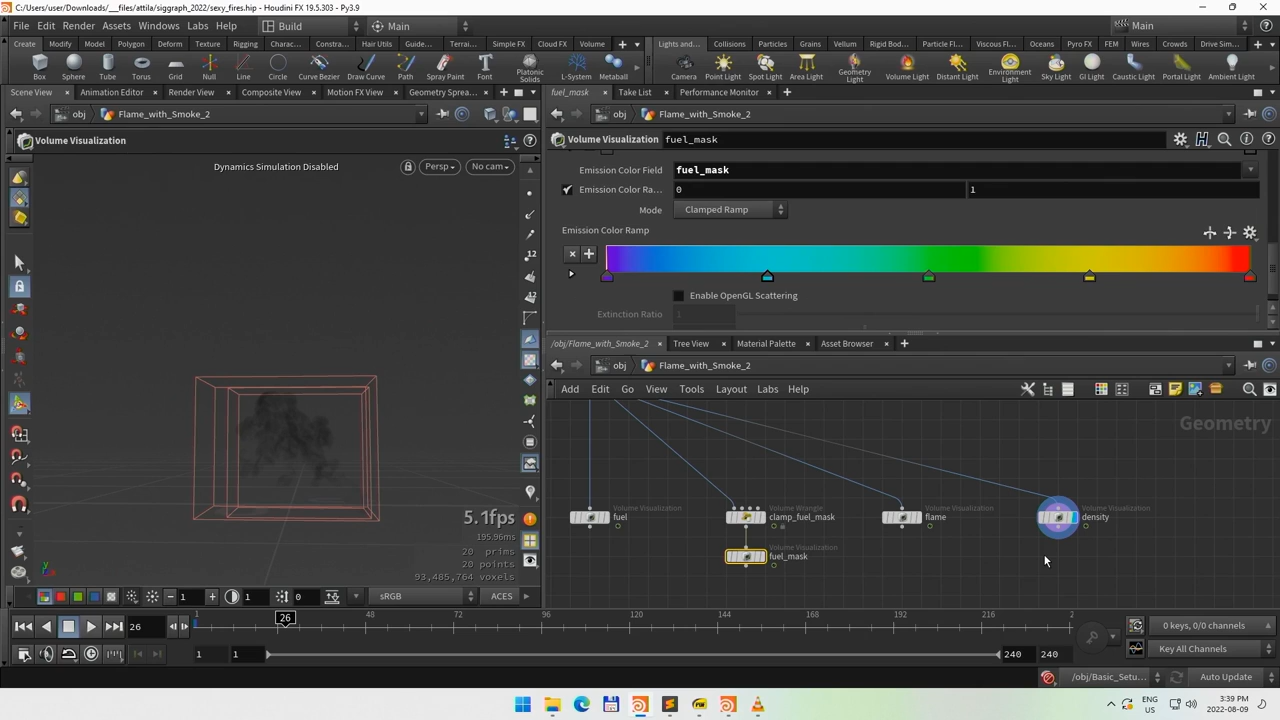 C:/Users/user/Downloads/__files/attila/siggraph_2022/sexy_fires.hip - Houdini FX 19.5.303 - Py3.9
File Edit Render Assets Windows Labs Help Build Main Main
Create Modify Model Polygon Deform Texture Rigging Charac... Constra... Hair Utils Guide... Terrai... Simple FX Cloud FX Volume Lights and... Collisions Particles Grains Vellum Rigid Bod... Particle Fl... Viscous Fl... Oceans Pyro FX FEM Wires Crowds Drive Sim...
Box Sphere Tube Torus Grid Null Line Circle Curve Bezier Draw Curve Path Spray Paint Font Platonic Solids L-System Metaball Camera Point Light Spot Light Area Light Geometry Light Volume Light Distant Light Environment Light Sky Light GI Light Caustic Light Portal Light Ambient Light
Scene View Animation Editor Render View Composite View Motion FX View Geometry Sprea... fuel_mask Take List Performance Monitor
obj Flame_with_Smoke_2 obj Flame_with_Smoke_2
Volume Visualization Volume Visualization fuel_mask
Dynamics Simulation Disabled Persp No cam
Emission Color Field fuel_mask
Emission Color Ra... 0 1
Mode Clamped Ramp
Emission Color Ramp
Enable OpenGL Scattering
Extinction Ratio 1
/obj/Flame_with_Smoke_2 Tree View Material Palette Asset Browser
obj Flame_with_Smoke_2
Add Edit Go View Tools Layout Labs Help
Geometry
Volume Visualization
fuel
Volume Wrangle
clamp_fuel_mask
Volume Visualization
flame
Volume Visualization
density
Volume Visualization
fuel_mask
12
12
5.1fps
195.96ms
20 prims
20 points
93,485,764 voxels
1 1 0 sRGB ACES
26 1 26 48 72 96 120 144 168 192 216 2 0 keys, 0/0 channels
1 1 240 240 Key All Channels
/obj/Basic_Setu... Auto Update
ENG
US
3:39 PM
2022-08-09